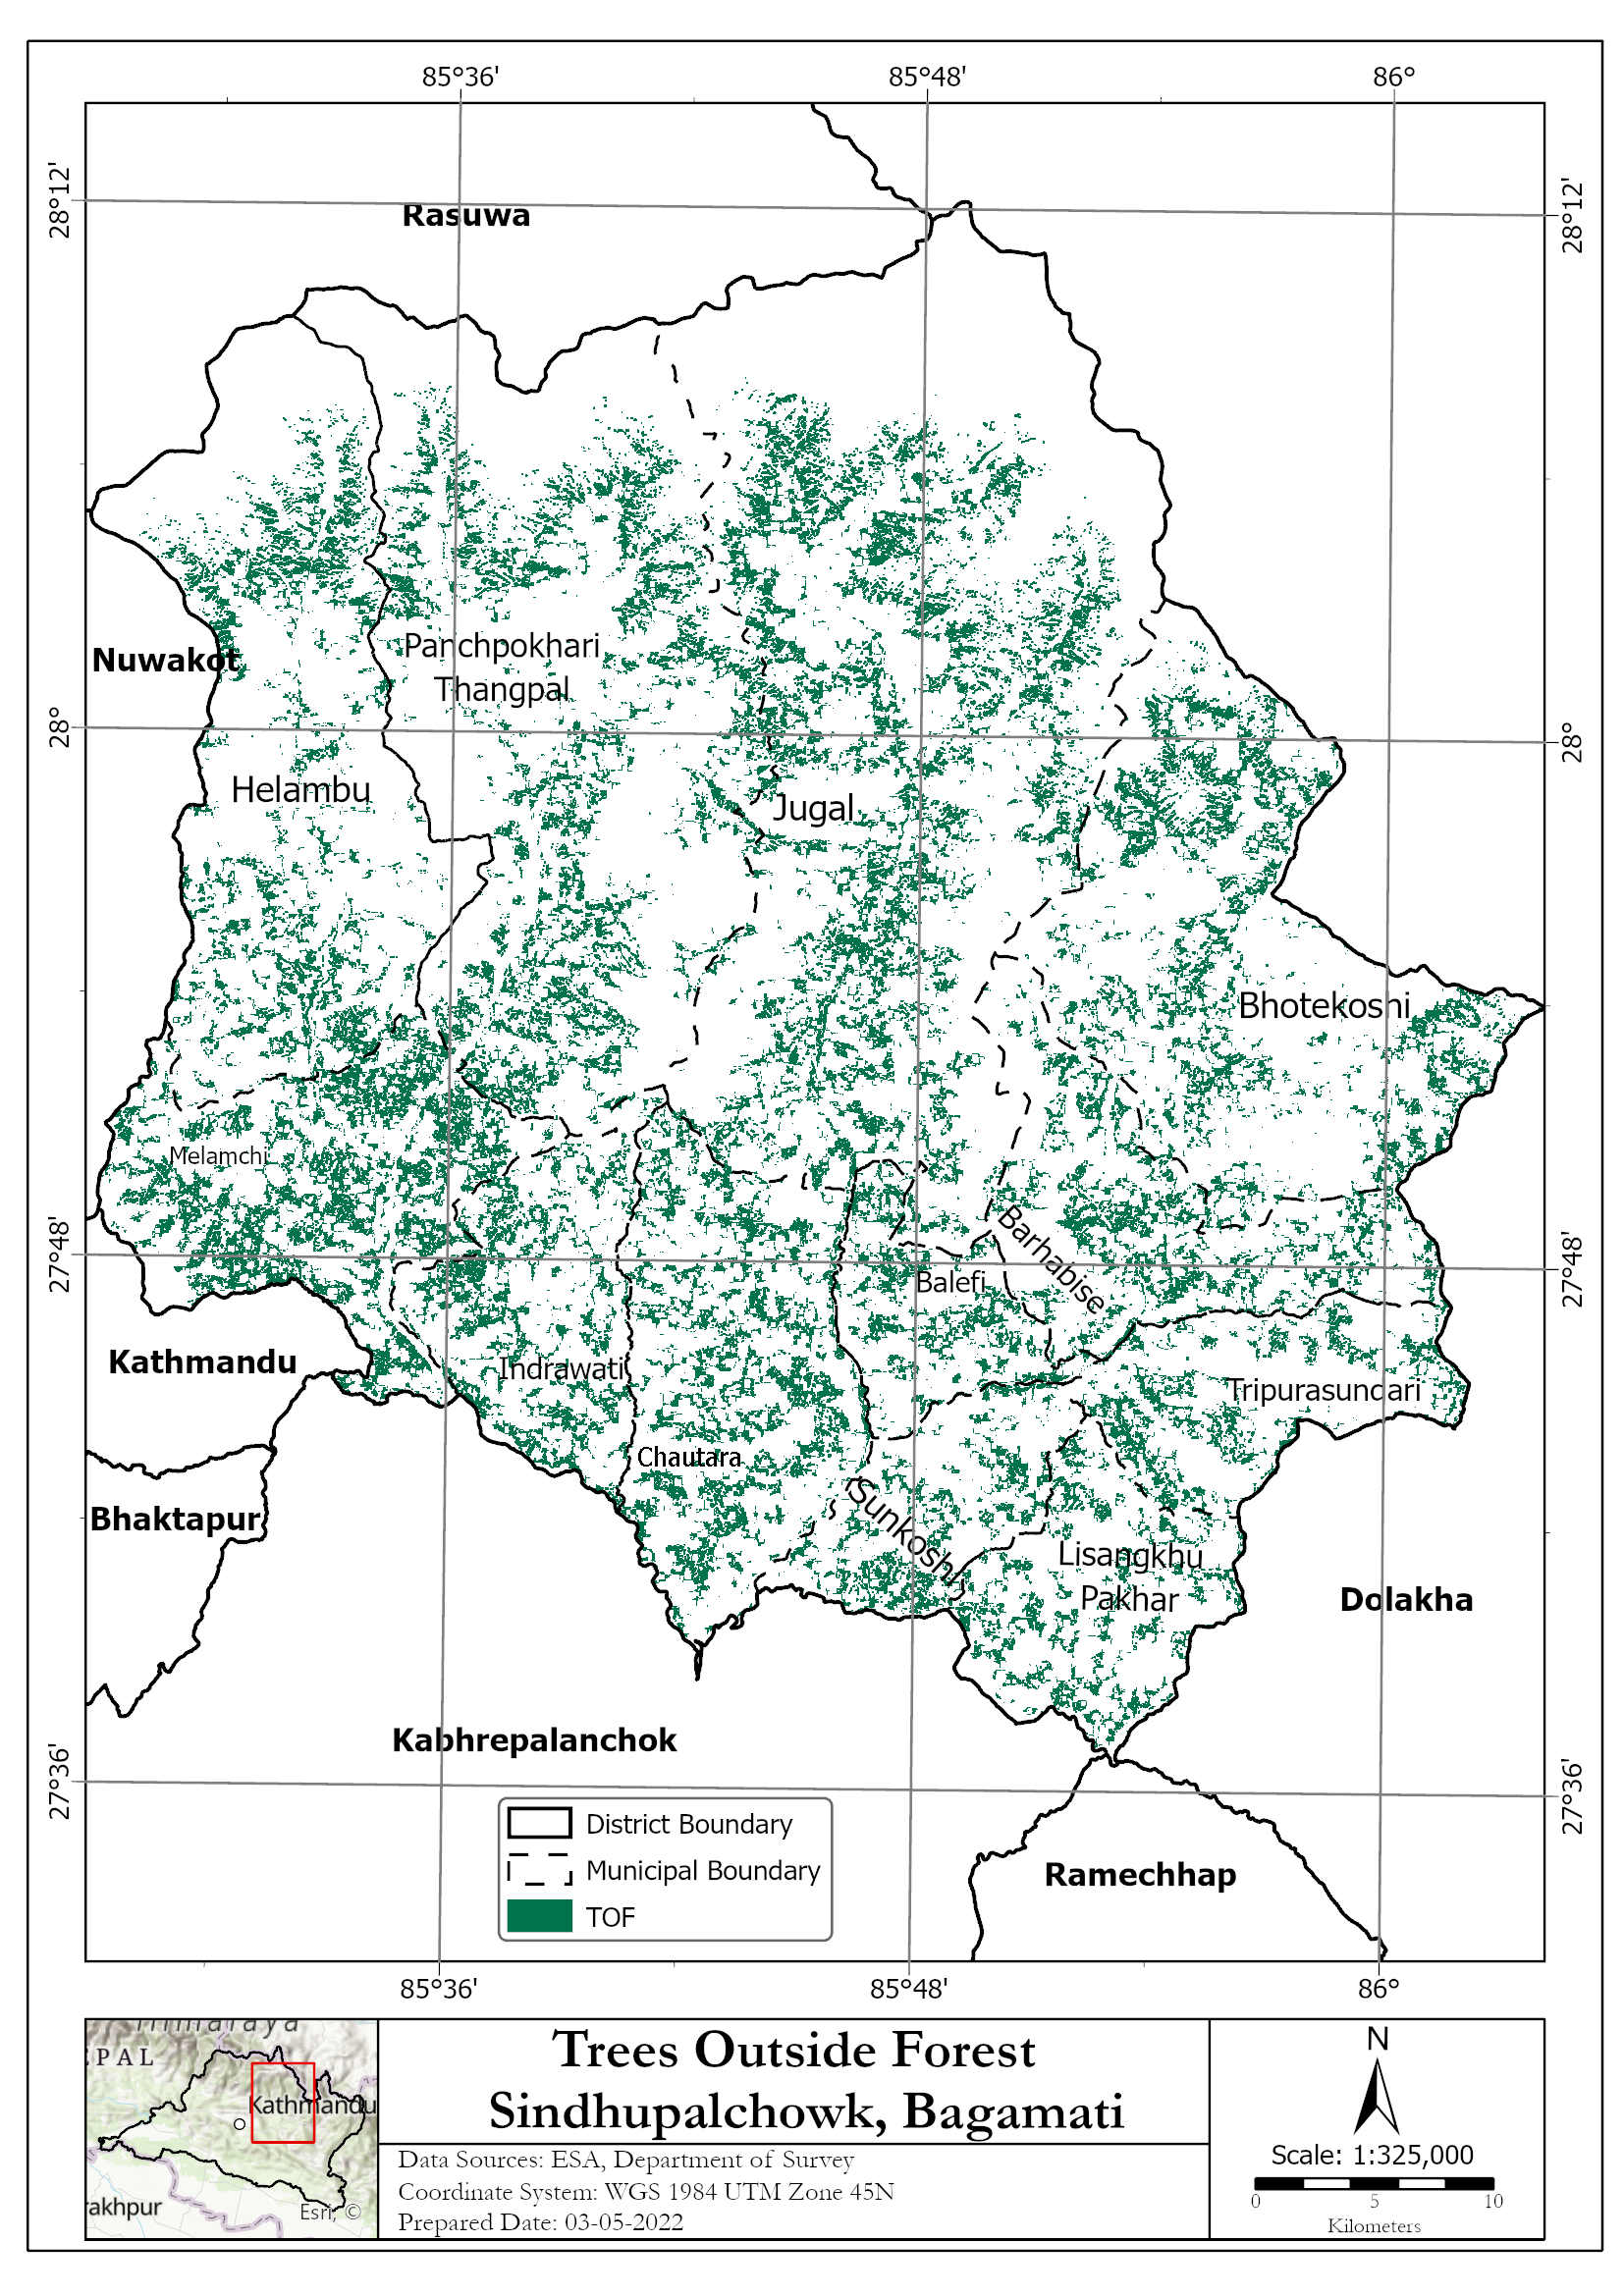 85°36'
85°48'
86°
28°12'
28°12'
Rasuwa
Panchpokhari
Thangpal
Nuwakot
28°
28°
Helambu
Jugal
Bhotekoshi
Melamchi
Barhabise
27°48'
27°48'
Balefi
Kathmandu
Indrawati
Tripurasundari
Chautara
Sunkoshi
Bhaktapur
Lisangkhu
Pakhar
Dolakha
Kabhrepalanchok
27°36'
27°36'
District Boundary
Municipal Boundary
TOF
Ramechhap
85°36'
85°48'
86°
Himalaya
EPAL
Kathmandu
rakhpur
Esri, ©
Trees Outside Forest
Sindhupalchowk, Bagamati
Data Sources: ESA, Department of Survey
Coordinate System: WGS 1984 UTM Zone 45N
Prepared Date: 03-05-2022
N
Scale: 1:325,000
0 5 10
Kilometers